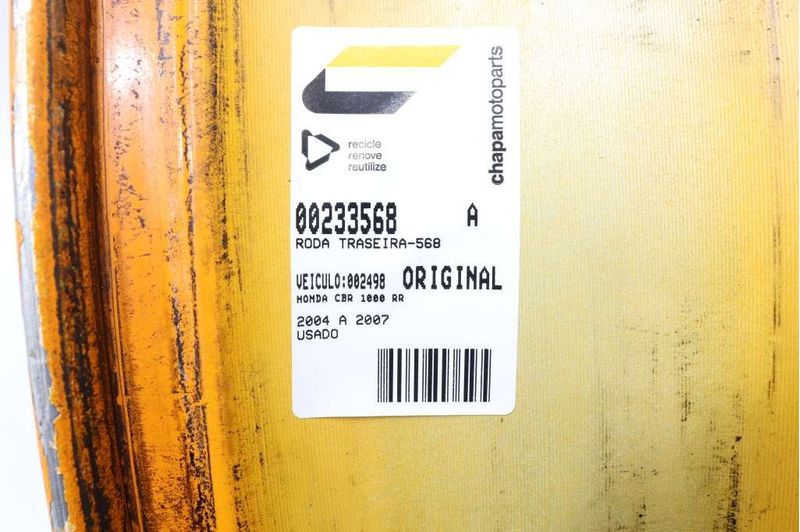 recicle
renove
reutilize
chapamotoparts
00233568 A
RODA TRASEIRA-568
VEICULO:002498 ORIGINAL
HONDA CBR 1000 RR
2004 A 2007
USADO